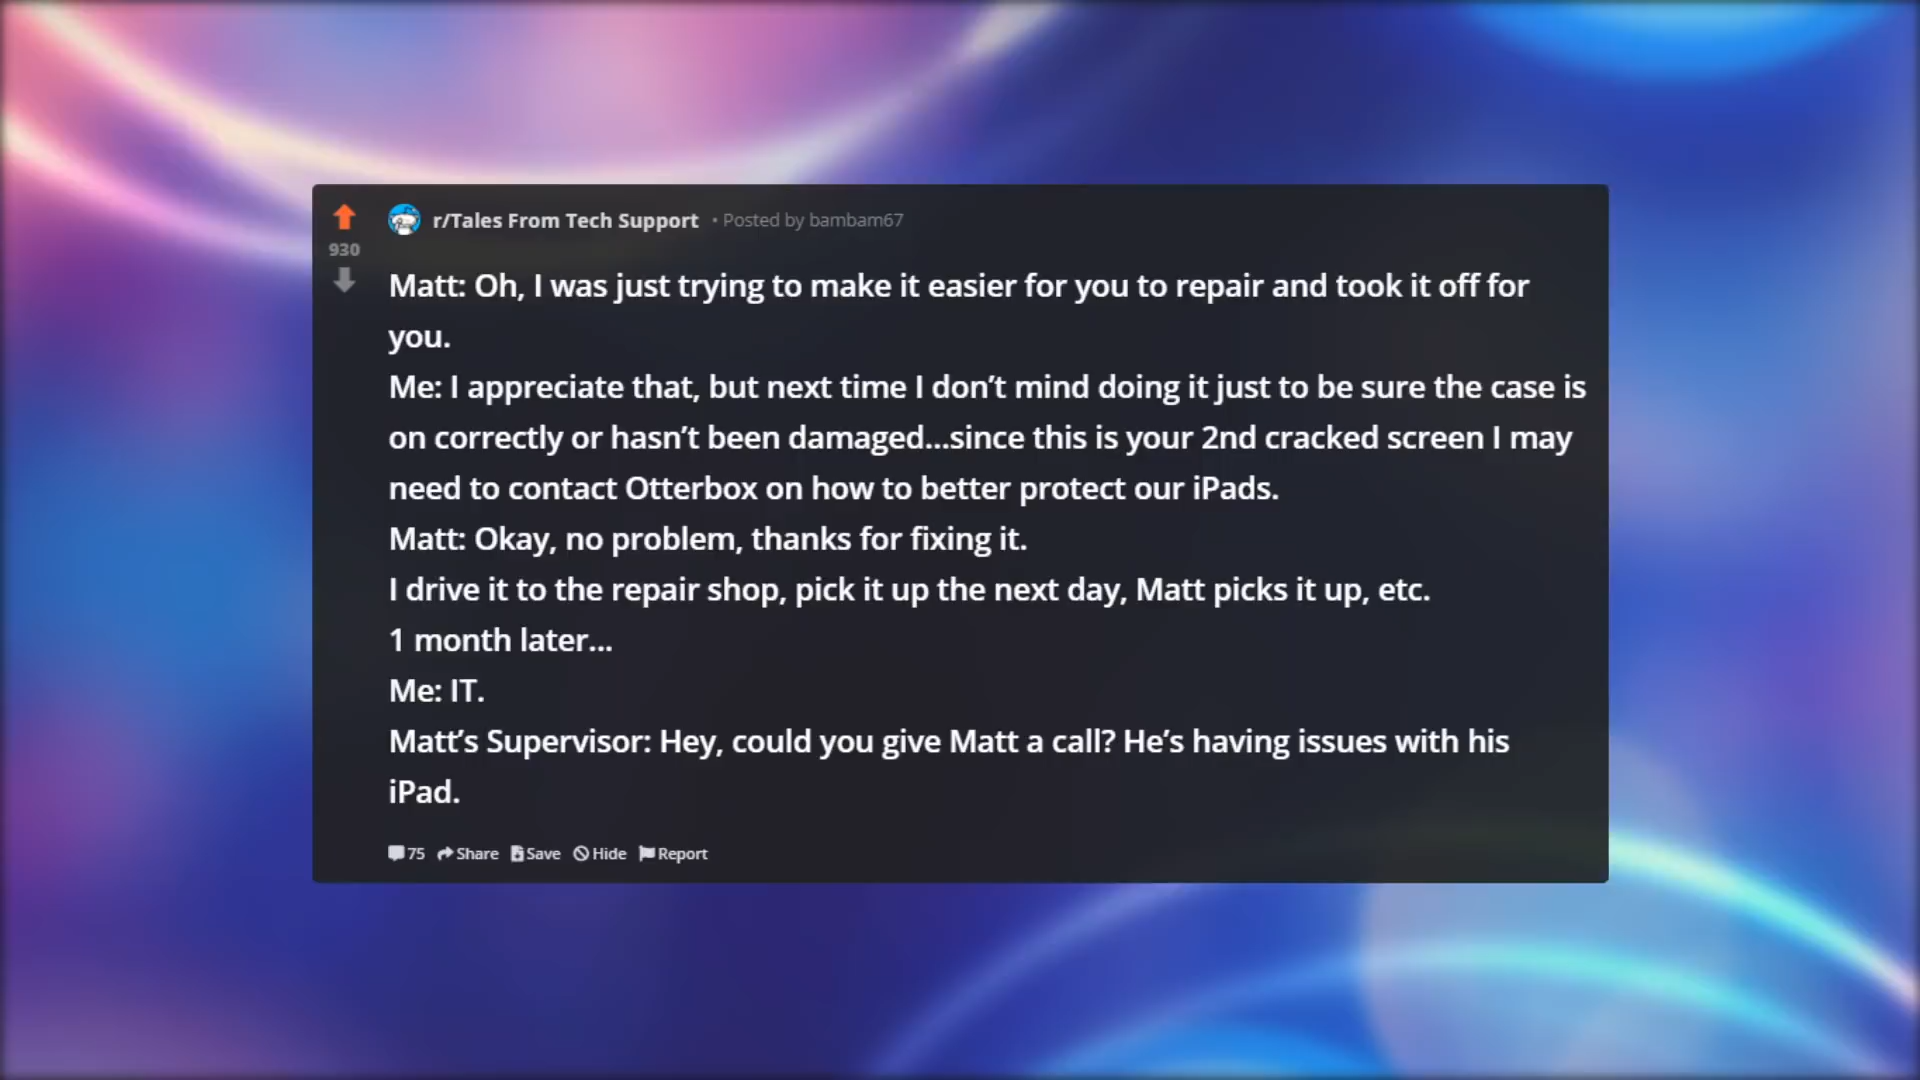 r/Tales From Tech Support • Posted by bambam67
930
Matt: Oh, I was just trying to make it easier for you to repair and took it off for
you.
Me: I appreciate that, but next time I don’t mind doing it just to be sure the case is
on correctly or hasn’t been damaged...since this is your 2nd cracked screen I may
need to contact Otterbox on how to better protect our iPads.
Matt: Okay, no problem, thanks for fixing it.
I drive it to the repair shop, pick it up the next day, Matt picks it up, etc.
1 month later...
Me: IT.
Matt’s Supervisor: Hey, could you give Matt a call? He’s having issues with his
iPad.
75 Share Save Hide Report